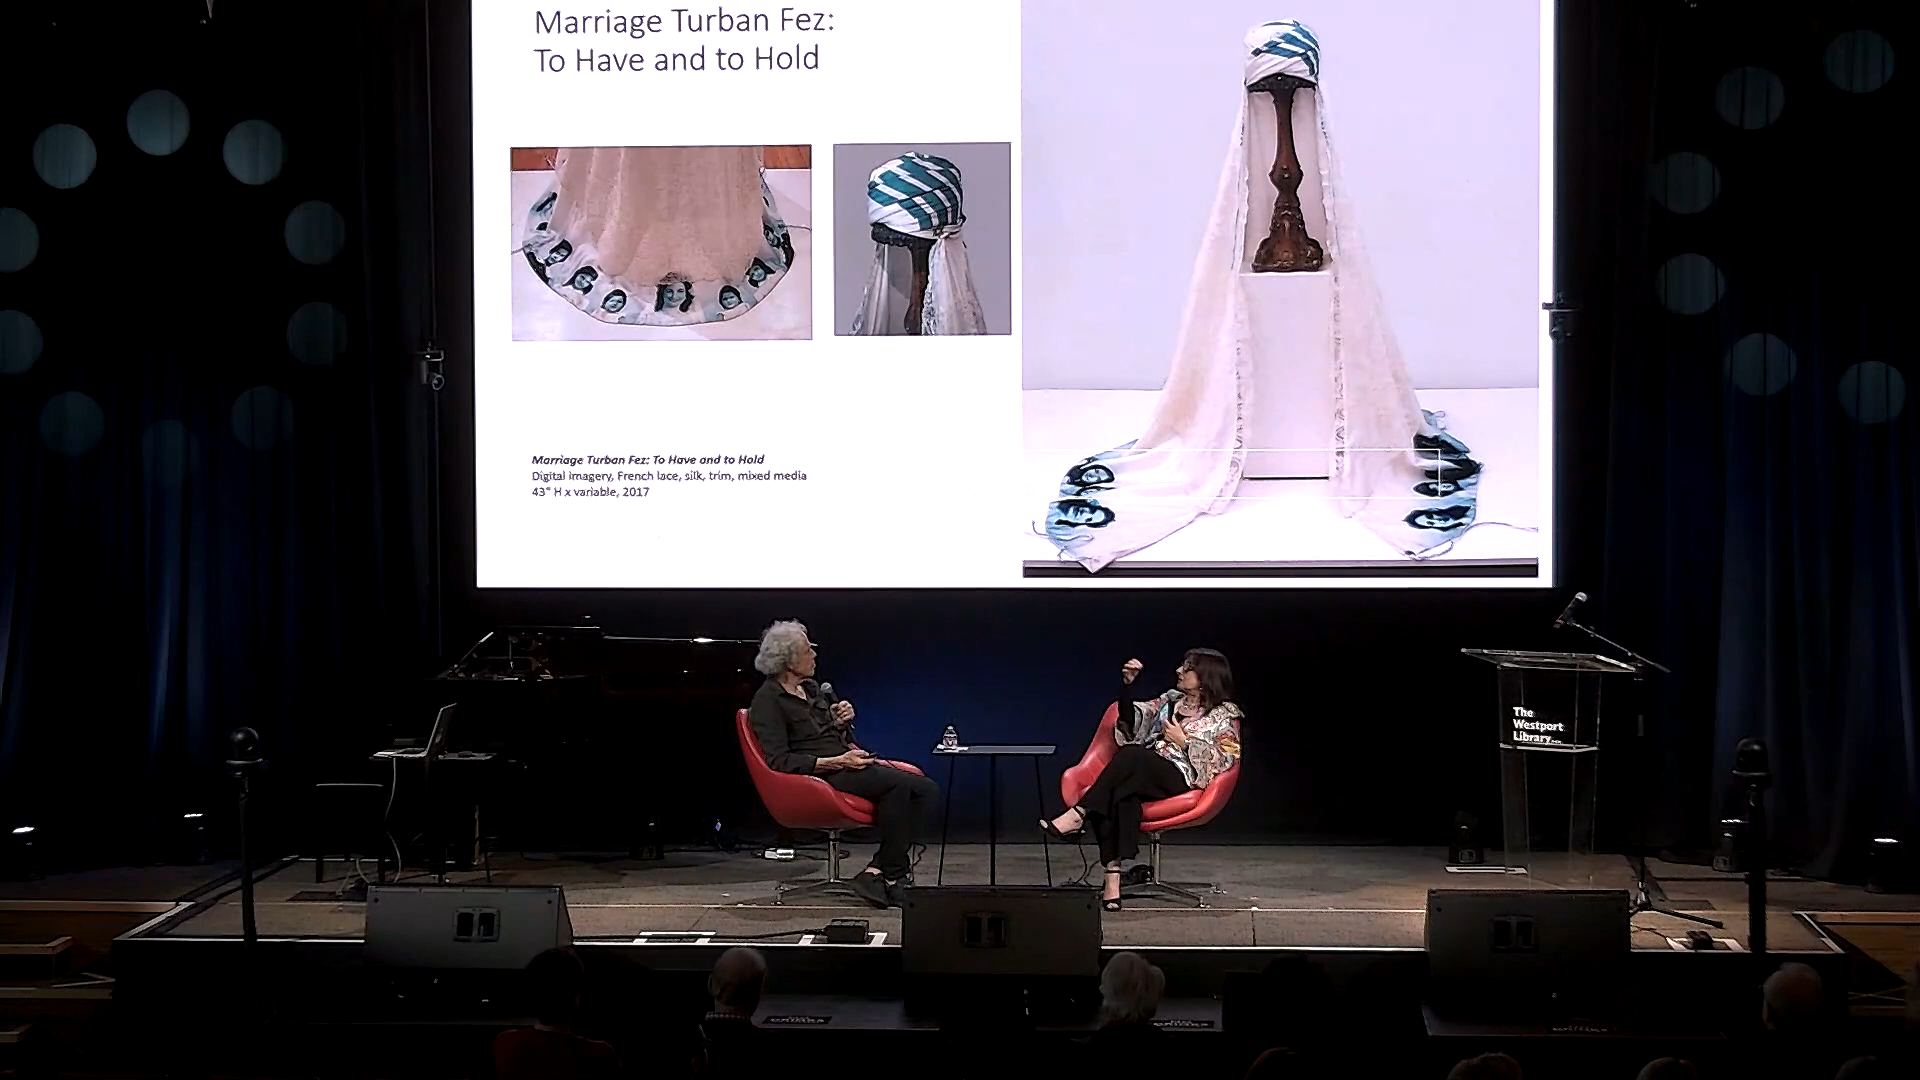 Marriage Turban Fez:
To Have and to Hold
Marriage Turban Fez: To Have and to Hold
Digital imagery, French lace, silk, trim, mixed media
43" H x variable, 2017
The
Westport
Library